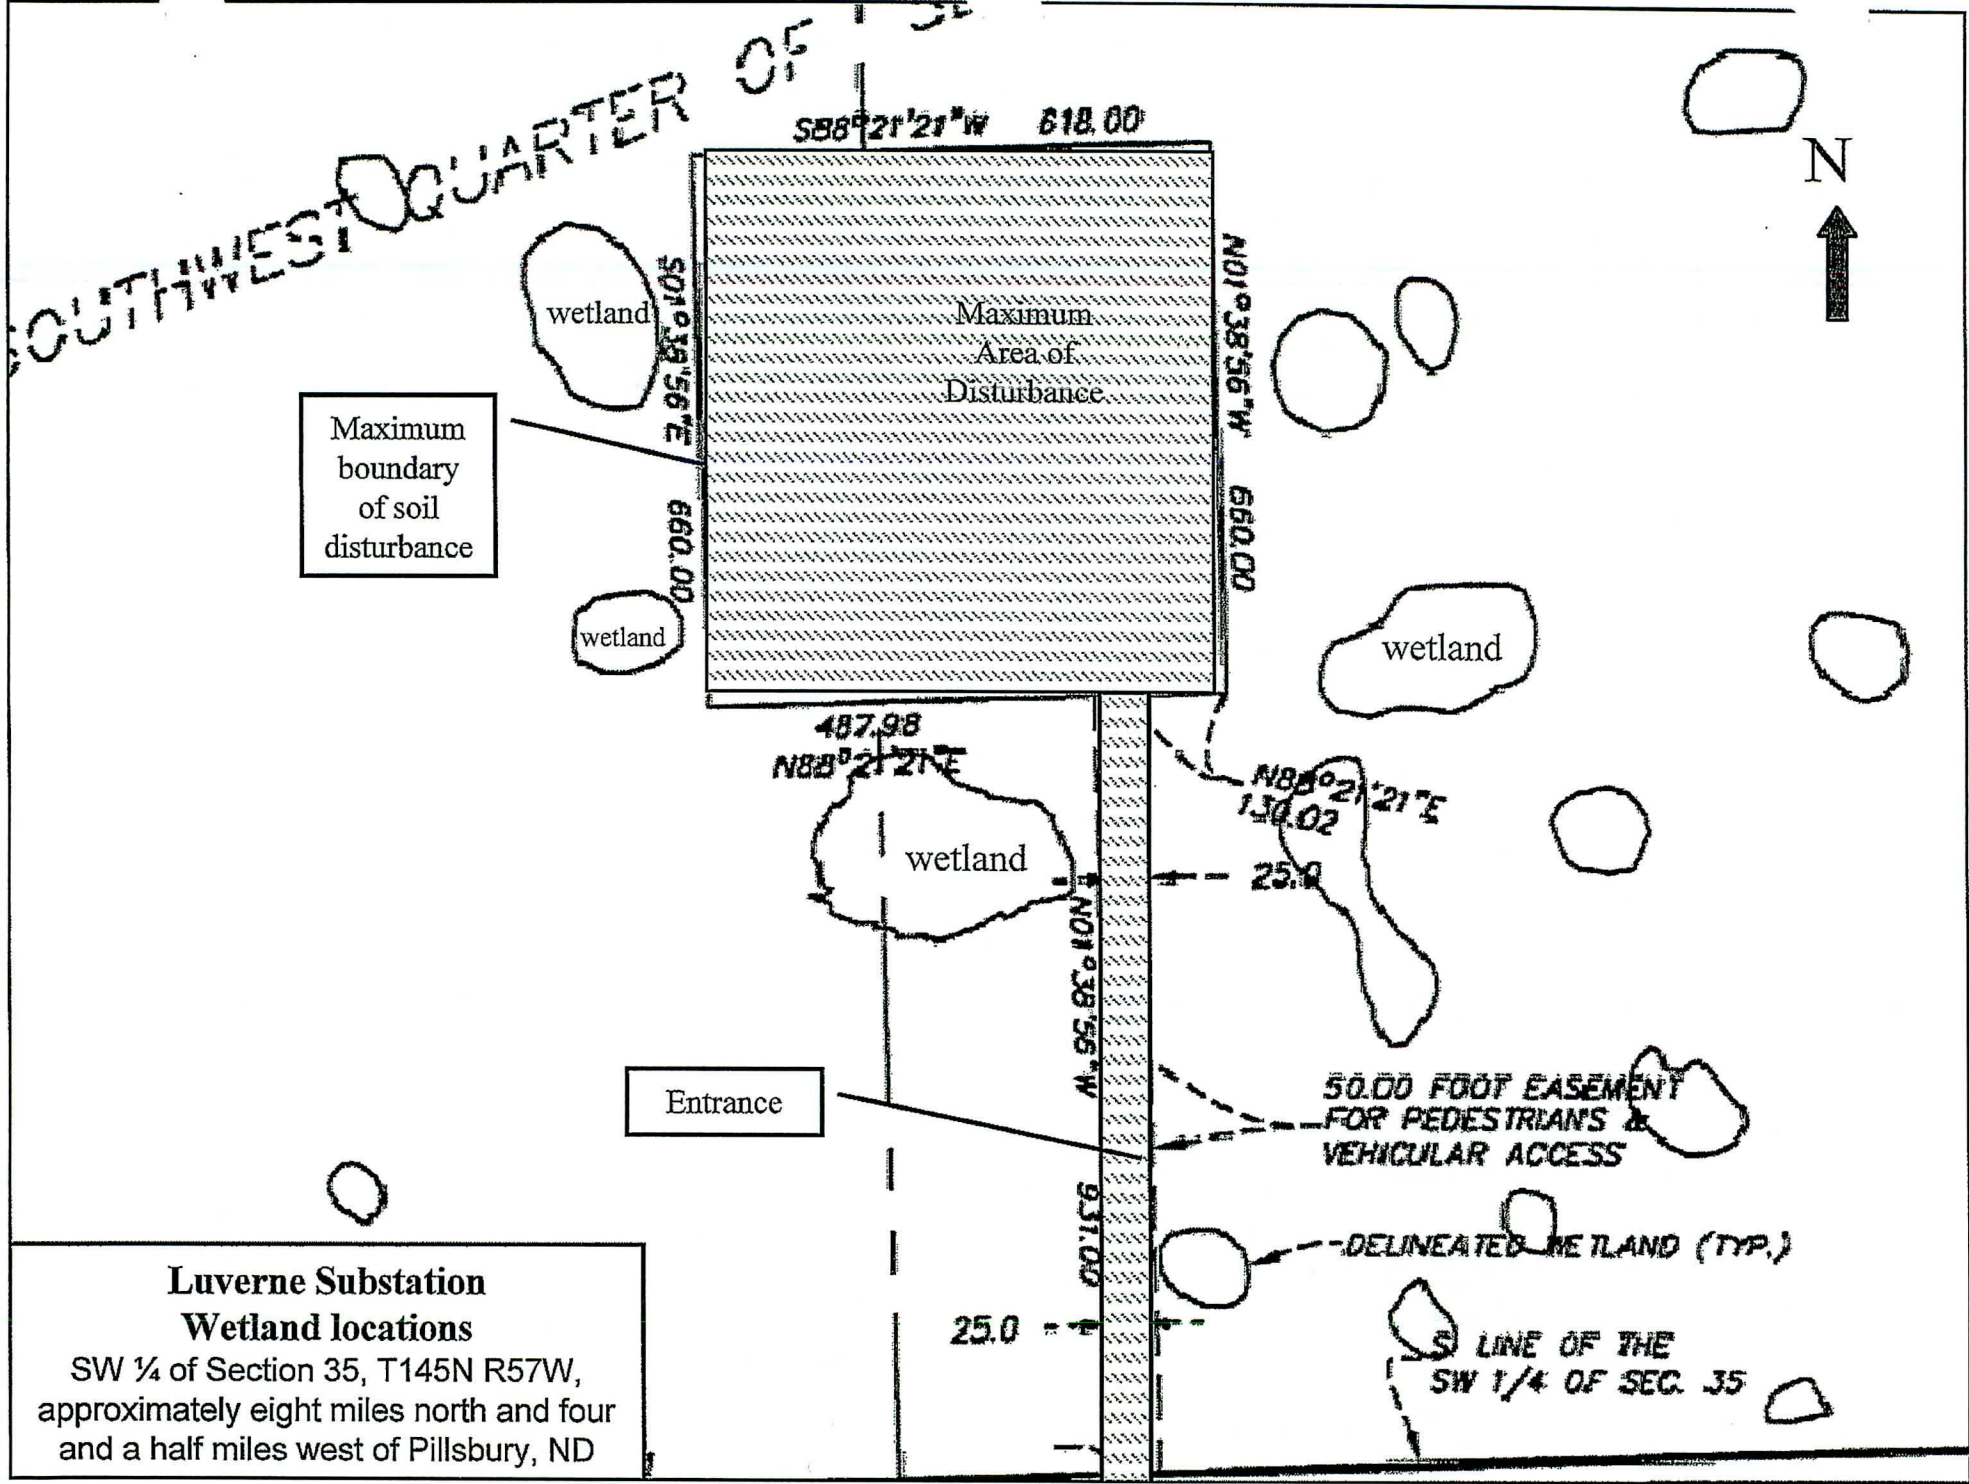 SOUTHWEST QUARTER OF
S88°21'21"W 618.00
N
wetland
S01°38'56"E
660.00
Maximum
Area of
Disturbance
N01°38'56"W
660.00
Maximum
boundary
of soil
disturbance
wetland
wetland
487.98
N88°21'21"E
N88°21'21"E
130.02
wetland
25.0
N01°38'56"W
Entrance
50.00 FOOT EASEMENT
FOR PEDESTRIANS &
VEHICULAR ACCESS
931.00
DELINEATED WETLAND (TYP.)
25.0
S LINE OF THE
SW 1/4 OF SEC. 35
Luverne Substation
Wetland locations
SW ¼ of Section 35, T145N R57W,
approximately eight miles north and four
and a half miles west of Pillsbury, ND